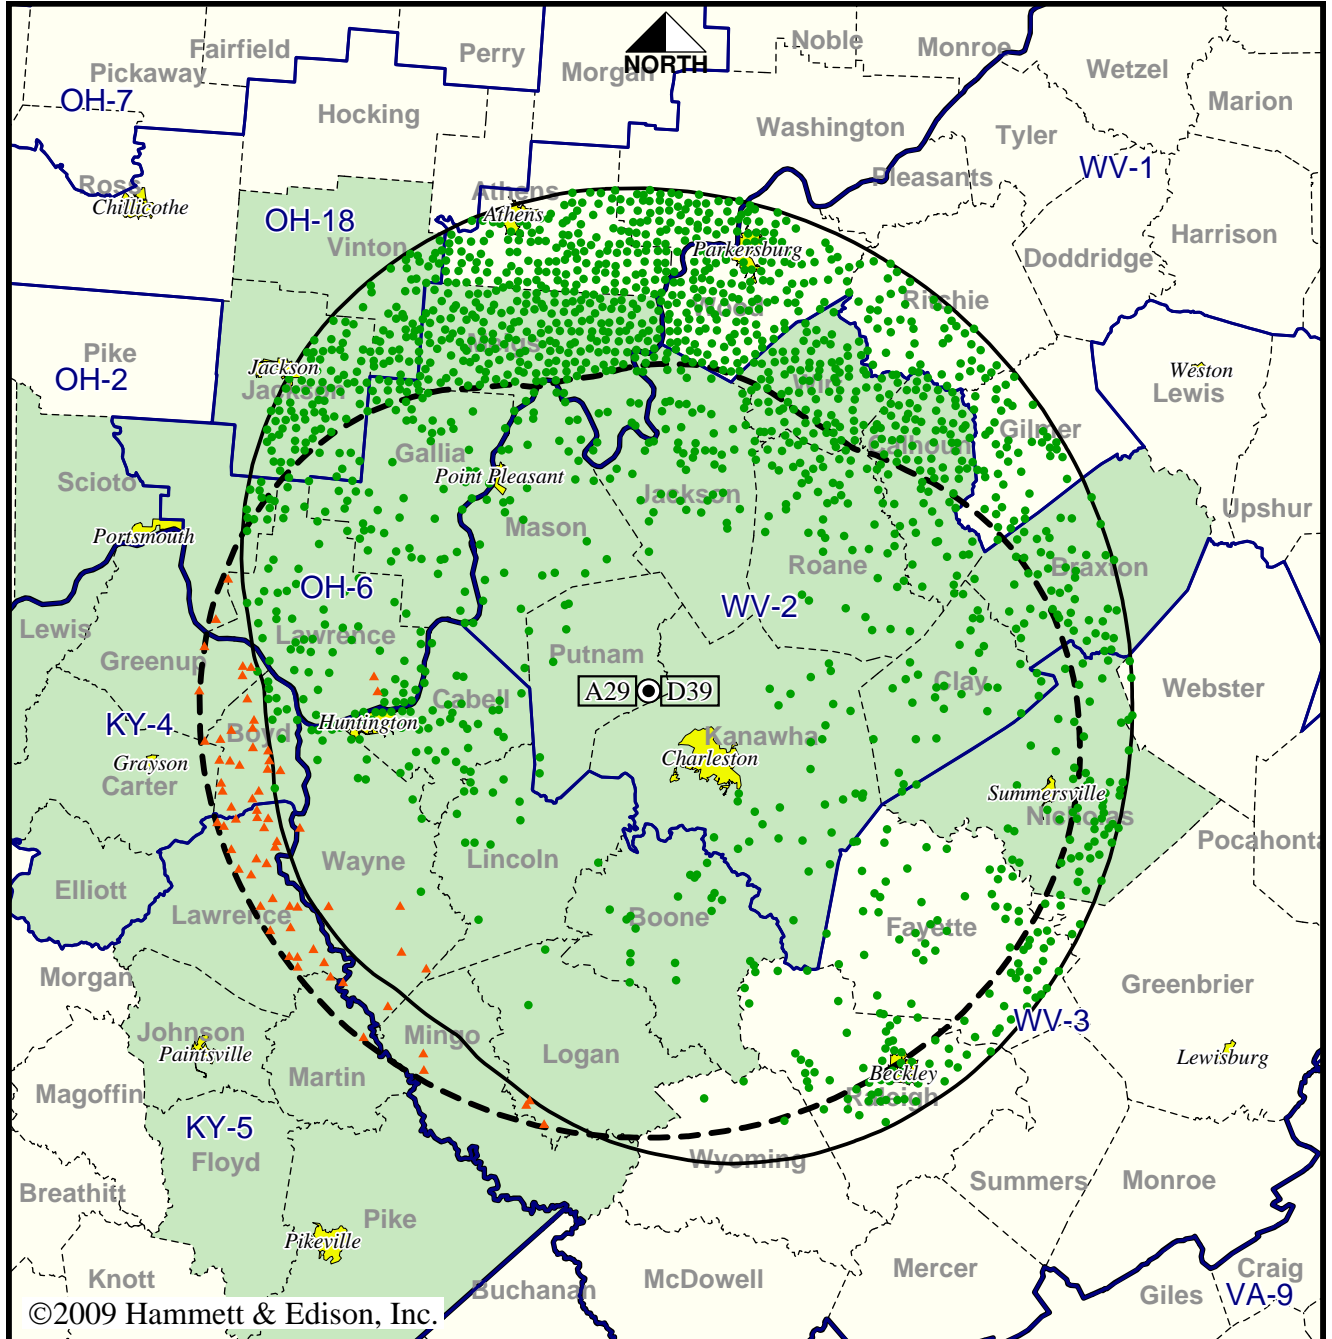 Noble
Monroe
Fairfield
Perry
NORTH
Pickaway
Morgan
Wetzel
OH-7
Marion
Hocking
Washington
Tyler
WV-1
Ross
Chillicothe
Athens
Athens
Pleasants
OH-18
Vinton
Parkersburg
Harrison
Doddridge
Ritchie
Wood
Pike
OH-2
Meigs
Jackson
Jackson
Wirt
Weston
Lewis
Gilmer
Calhoun
Gallia
Point Pleasant
Scioto
Jackson
Upshur
Portsmouth
Mason
Roane
Braxton
OH-6
WV-2
Lewis
Lawrence
Greenup
Putnam
Clay
Webster
A29
D39
Cabell
KY-4
Boyd
Huntington
Kanawha
Charleston
Grayson
Carter
Summersville
Nicholas
Pocahonta
Wayne
Lincoln
Elliott
Lawrence
Boone
Fayette
Morgan
Greenbrier
Johnson
Paintsville
Mingo
Logan
WV-3
Lewisburg
Martin
Beckley
Raleigh
Magoffin
KY-5
Floyd
Wyoming
Breathitt
Summers
Monroe
Pike
Pikeville
Knott
Buchanan
McDowell
Mercer
Craig
Giles
VA-9
©2009 Hammett & Edison, Inc.